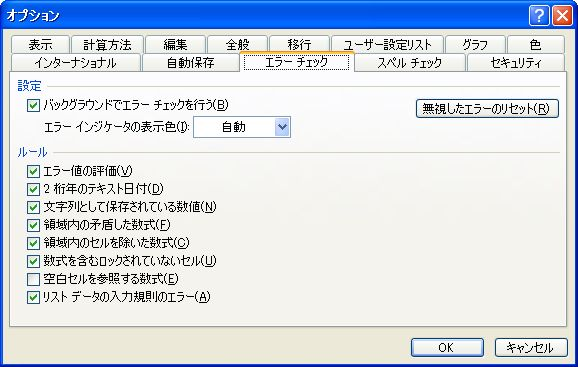 オプション
表示 計算方法 編集 全般 移行 ユーザー設定リスト グラフ 色
インターナショナル 自動保存 エラー チェック スペル チェック セキュリティ
設定
バックグラウンドでエラー チェックを行う(B) 無視したエラーのリセット(R)
エラー インジケータの表示色(I): 自動
ルール
エラー値の評価(V)
2 桁年のテキスト日付(D)
文字列として保存されている数値(N)
領域内の矛盾した数式(F)
領域内のセルを除いた数式(C)
数式を含むロックされていないセル(U)
空白セルを参照する数式(E)
リスト データの入力規則のエラー(A)
OK キャンセル